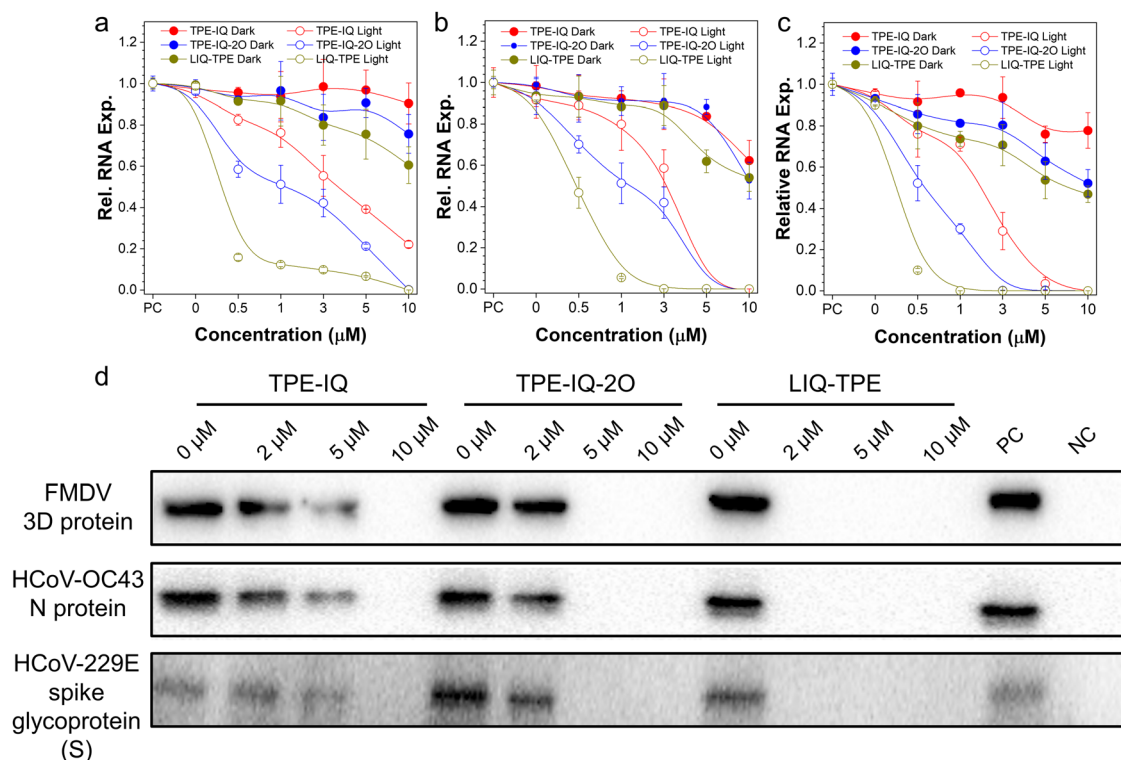 a
TPE-IQ Dark TPE-IQ Light
TPE-IQ-2O Dark TPE-IQ-2O Light
LIQ-TPE Dark LIQ-TPE Light
Rel. RNA Exp.
1.2
1.0
0.8
0.6
0.4
0.2
0.0
PC 0 0.5 1 3 5 10
Concentration (μM)
b
TPE-IQ Dark TPE-IQ Light
TPE-IQ-2O Dark TPE-IQ-2O Light
LIQ-TPE Dark LIQ-TPE Light
Rel. RNA Exp.
1.2
1.0
0.8
0.6
0.4
0.2
0.0
PC 0 0.5 1 3 5 10
Concentration (μM)
c
TPE-IQ Dark TPE-IQ Light
TPE-IQ-2O Dark TPE-IQ-2O Light
LIQ-TPE Dark LIQ-TPE Light
Relative RNA Exp.
1.2
1.0
0.8
0.6
0.4
0.2
0.0
PC 0 0.5 1 3 5 10
Concentration (μM)
d
TPE-IQ TPE-IQ-2O LIQ-TPE
0 μM 2 μM 5 μM 10 μM 0 μM 2 μM 5 μM 10 μM 0 μM 2 μM 5 μM 10 μM PC NC
FMDV
3D protein
HCoV-OC43
N protein
HCoV-229E
spike
glycoprotein
(S)